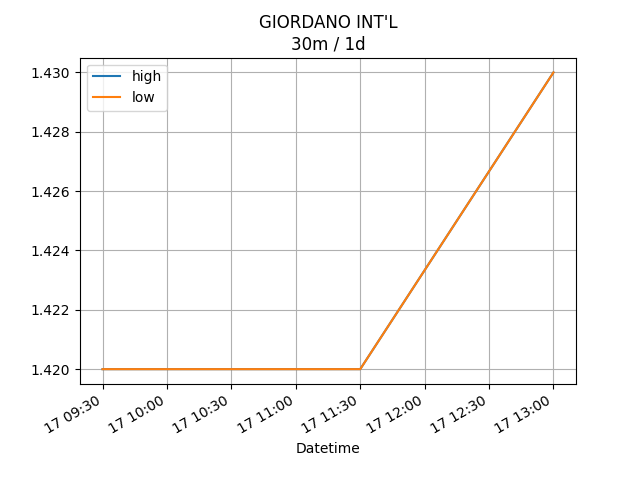 GIORDANO INT'L
30m / 1d
high
low
1.430
1.428
1.426
1.424
1.422
1.420
17 09:30
17 10:00
17 10:30
17 11:00
17 11:30
17 12:00
17 12:30
17 13:00
Datetime